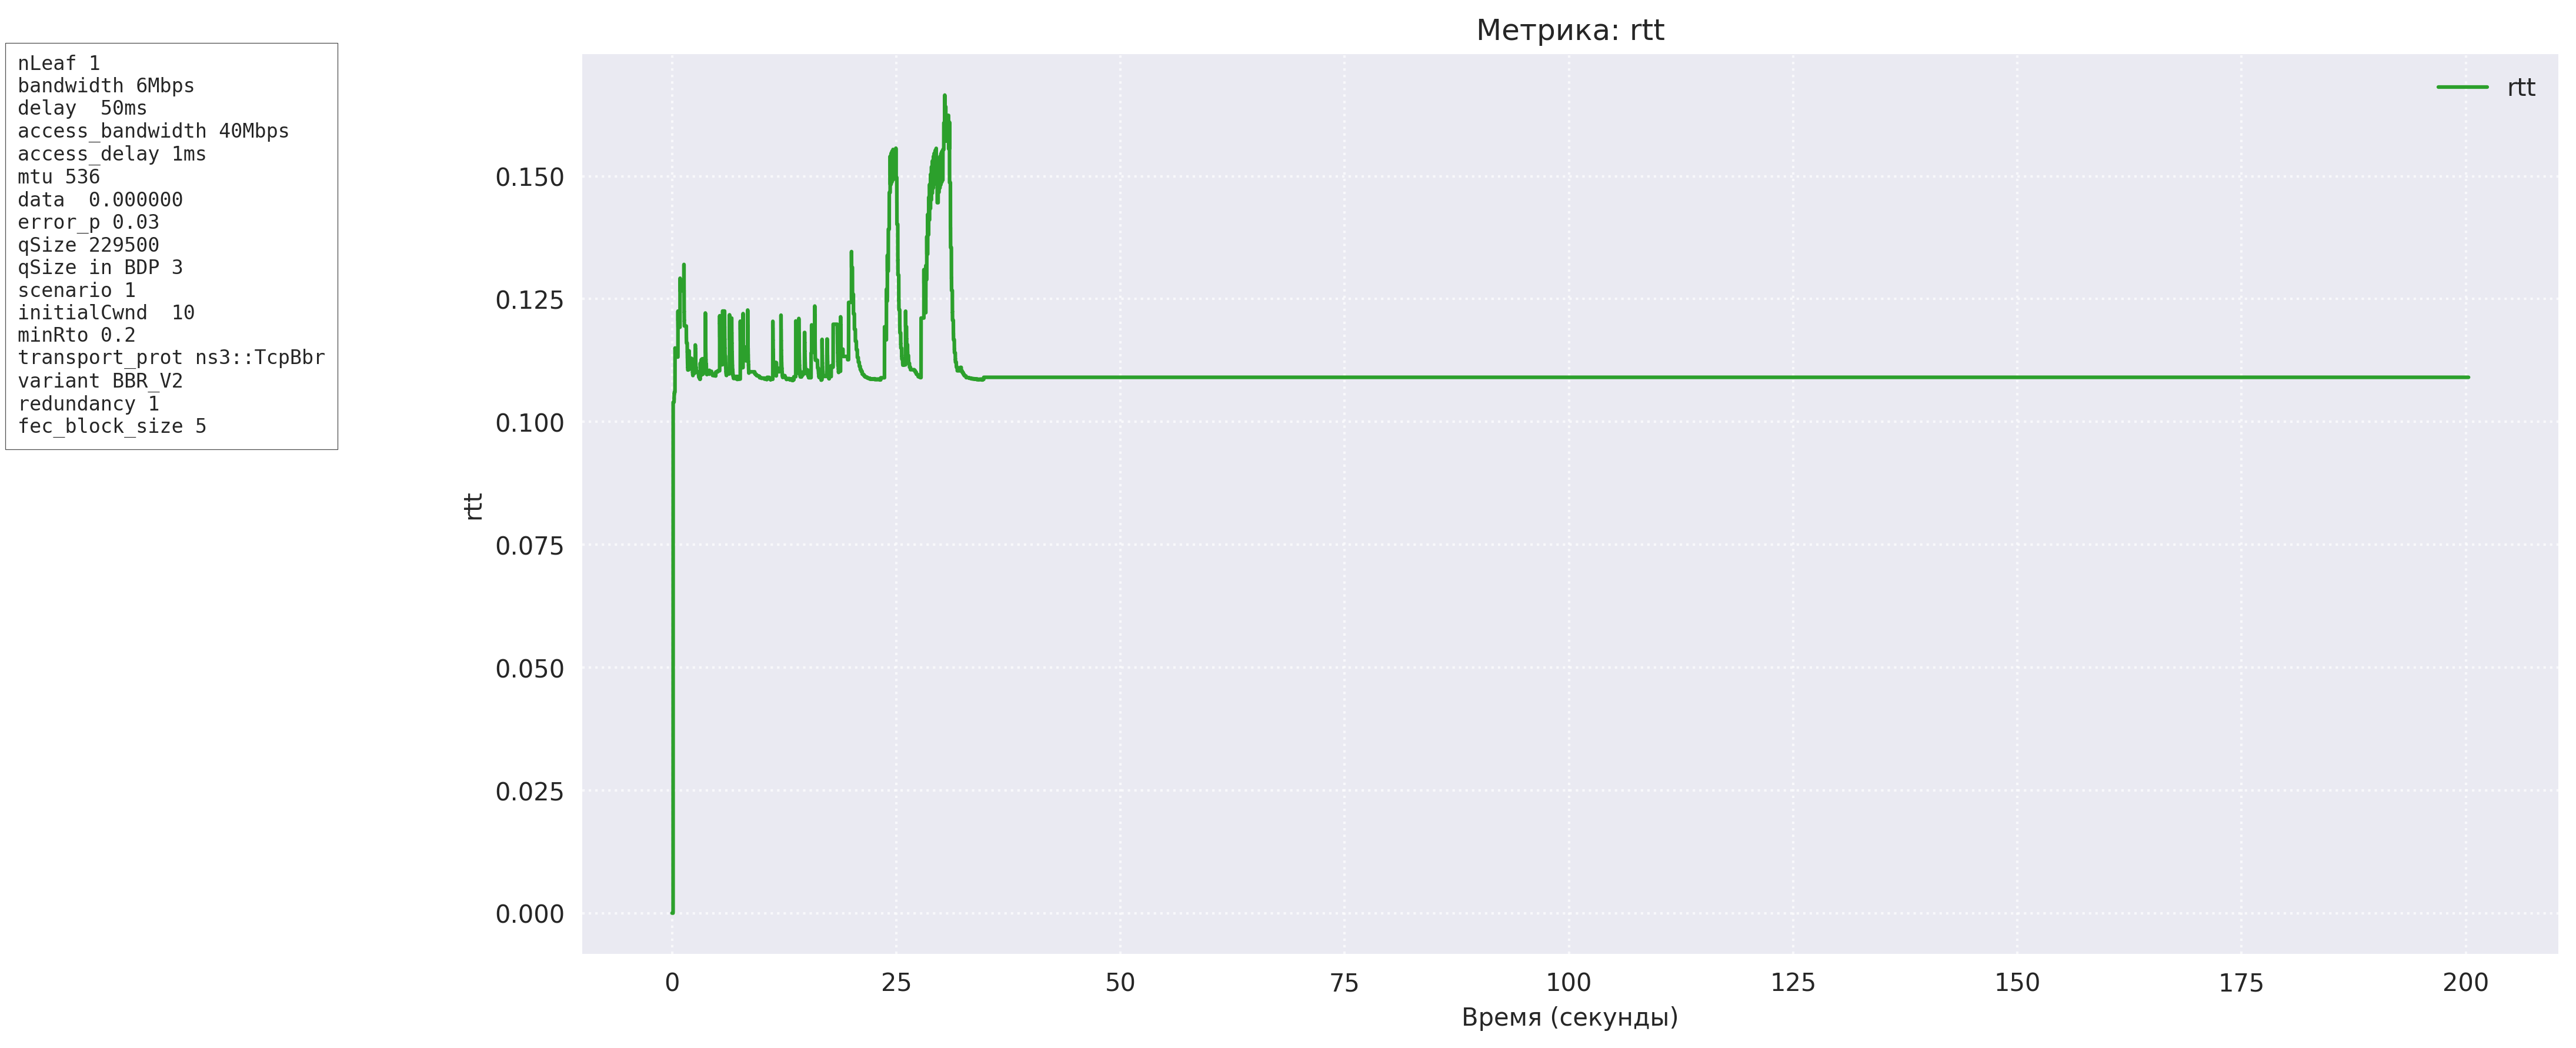 Метрика: rtt
nLeaf 1
bandwidth 6Mbps
delay  50ms
access_bandwidth 40Mbps
access_delay 1ms
mtu 536
data  0.000000
error_p 0.03
qSize 229500
qSize in BDP 3
scenario 1
initialCwnd  10
minRto 0.2
transport_prot ns3::TcpBbr
variant BBR_V2
redundancy 1
fec_block_size 5
rtt
rtt
0.150
0.125
0.100
0.075
0.050
0.025
0.000
0 25 50 75 100 125 150 175 200
Время (секунды)